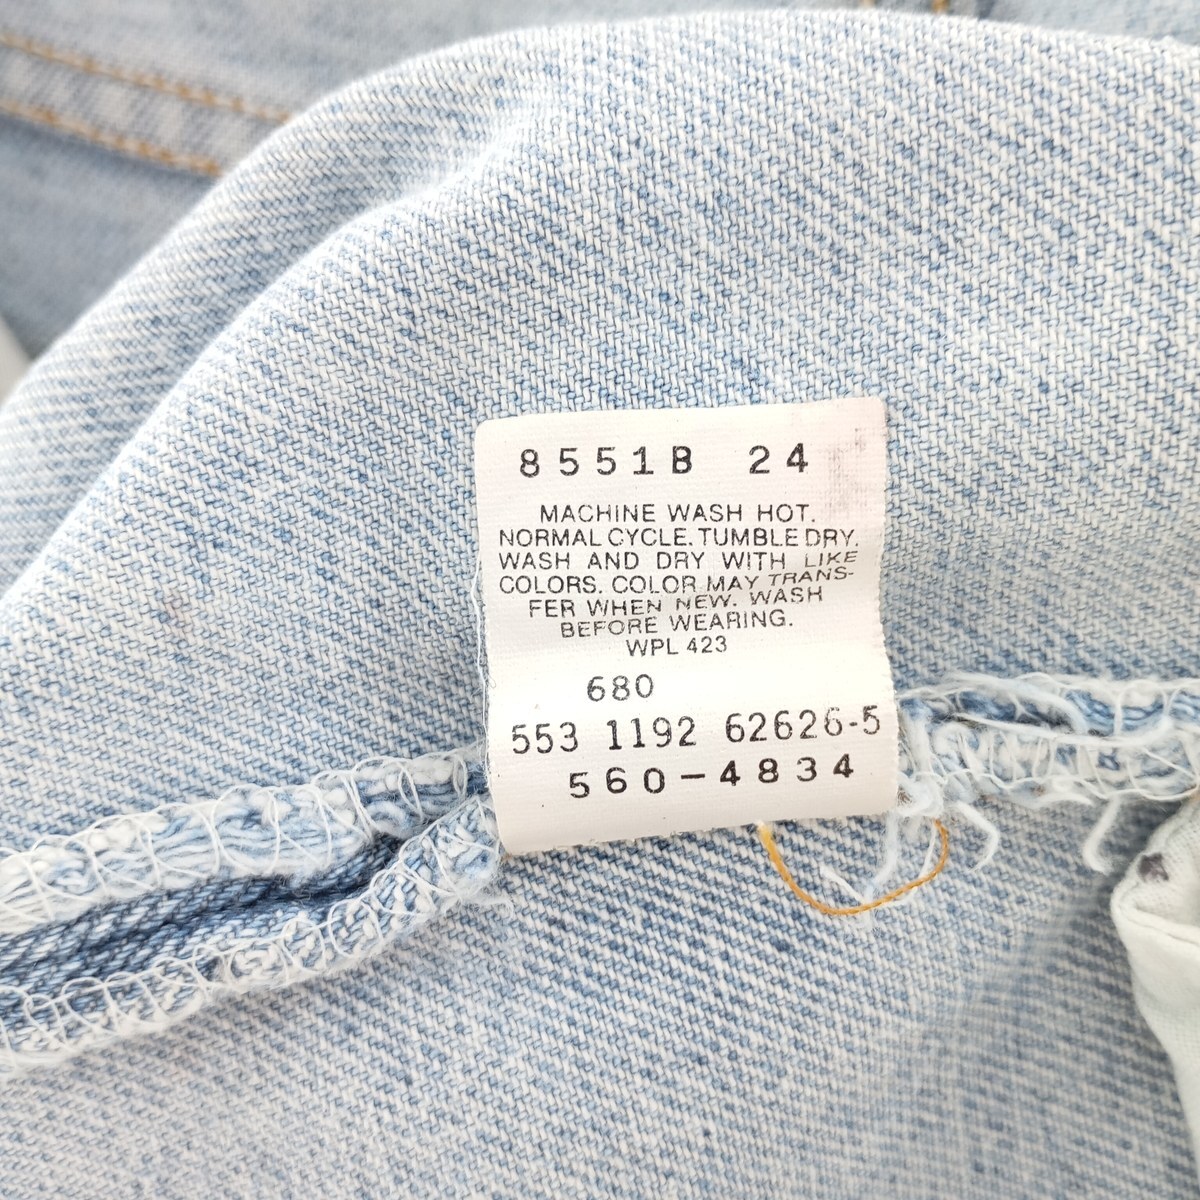 8551B 24
MACHINE WASH HOT.
NORMAL CYCLE. TUMBLE DRY.
WASH AND DRY WITH LIKE
COLORS. COLOR MAY TRANS-
FER WHEN NEW. WASH
BEFORE WEARING.
WPL 423
680
553 1192 62626-5
560-4834